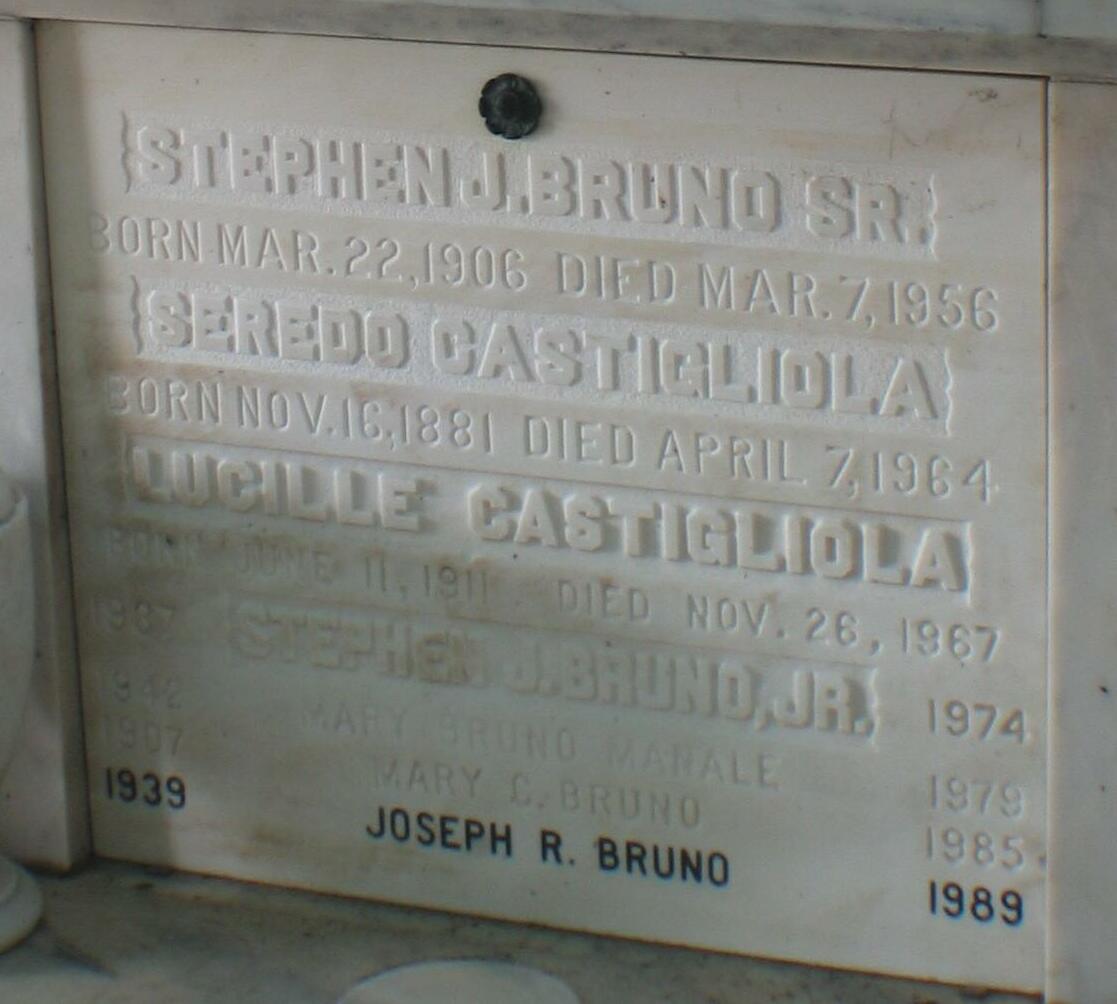 STEPHEN J. BRUNO SR.
BORN MAR. 22, 1906 DIED MAR. 7, 1956
SEREDO CASTIGLIOLA
BORN NOV. 16, 1881 DIED APRIL 7, 1964
LUCILLE CASTIGLIOLA
BORN JUNE 11, 1911 DIED NOV. 26, 1967
1937 STEPHEN J. BRUNO, JR. 1974
1942 MARY BRUNO MANALE 1979
1907 MARY C. BRUNO 1985
1939 JOSEPH R. BRUNO 1989